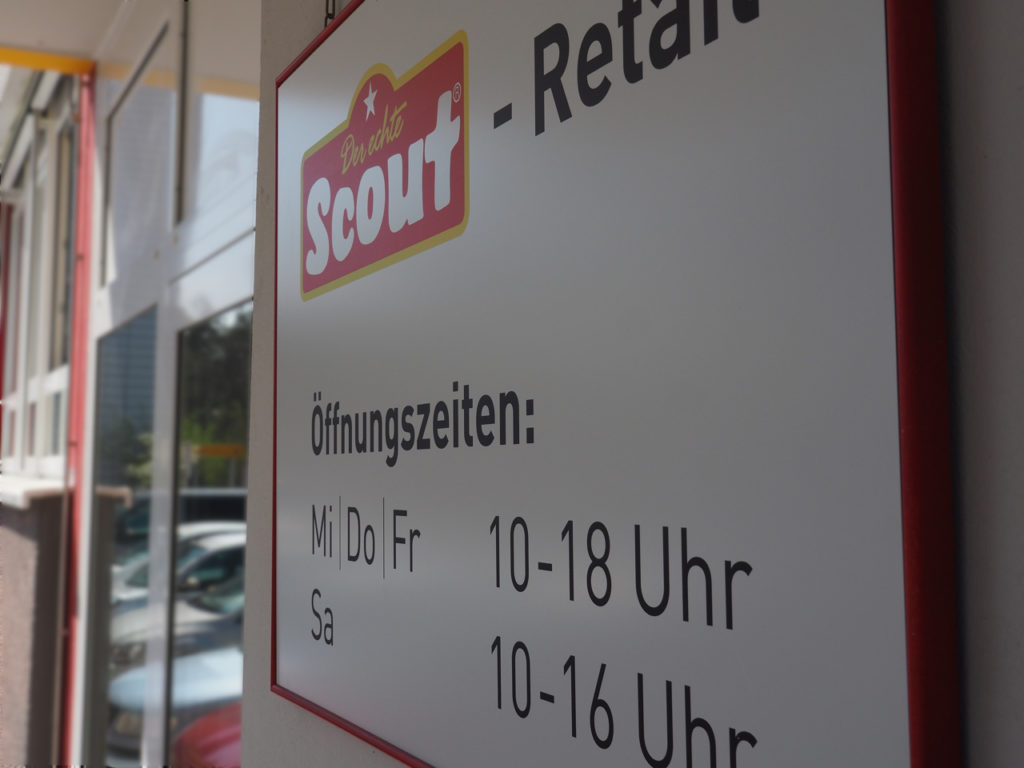 Der echte
Scout®
- Retail
Öffnungszeiten:
Mi|Do|Fr 10-18 Uhr
Sa 10-16 Uhr